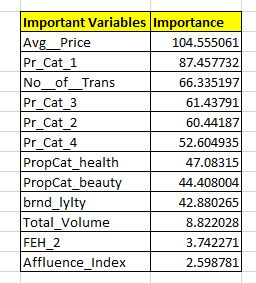 Important Variables Importance
Avg__Price 104.555061
Pr_Cat_1 87.457732
No__of__Trans 66.335197
Pr_Cat_3 61.43791
Pr_Cat_2 60.44187
Pr_Cat_4 52.604935
PropCat_health 47.08315
PropCat_beauty 44.408004
brnd_lylty 42.880265
Total_Volume 8.822028
FEH_2 3.742271
Affluence_Index 2.598781